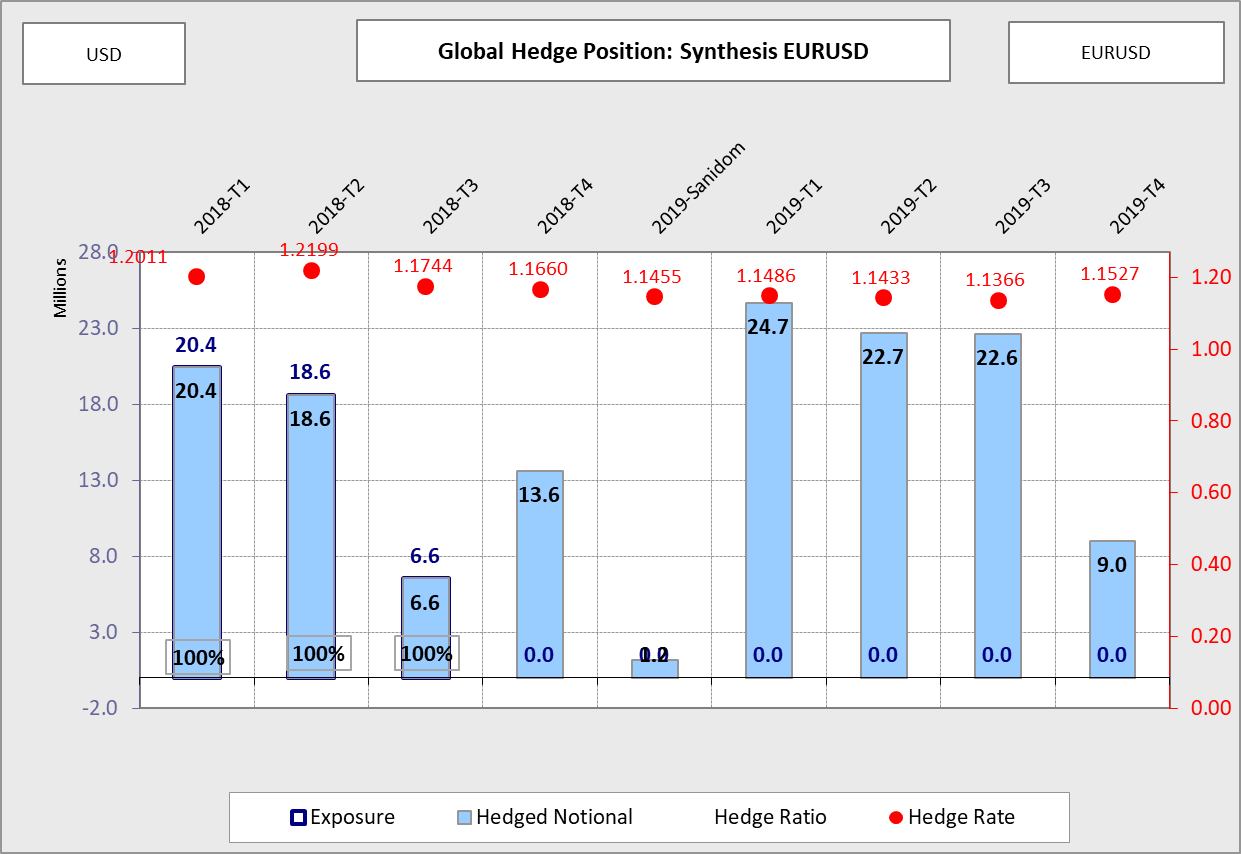 USD
Global Hedge Position: Synthesis EURUSD
EURUSD
2018-T1
2018-T2
2018-T3
2018-T4
2019-Sanidom
2019-T1
2019-T2
2019-T3
2019-T4
Millions
28.0
23.0
18.0
13.0
8.0
3.0
-2.0
1.2011
1.2199
1.1744
1.1660
1.1455
1.1486
1.1433
1.1366
1.1527
1.20
1.00
0.80
0.60
0.40
0.20
0.00
20.4
18.6
6.6
20.4
18.6
6.6
13.6
1.2
24.7
22.7
22.6
9.0
100%
100%
100%
0.0
0.0
0.0
0.0
0.0
0.0
Exposure
Hedged Notional
Hedge Ratio
Hedge Rate